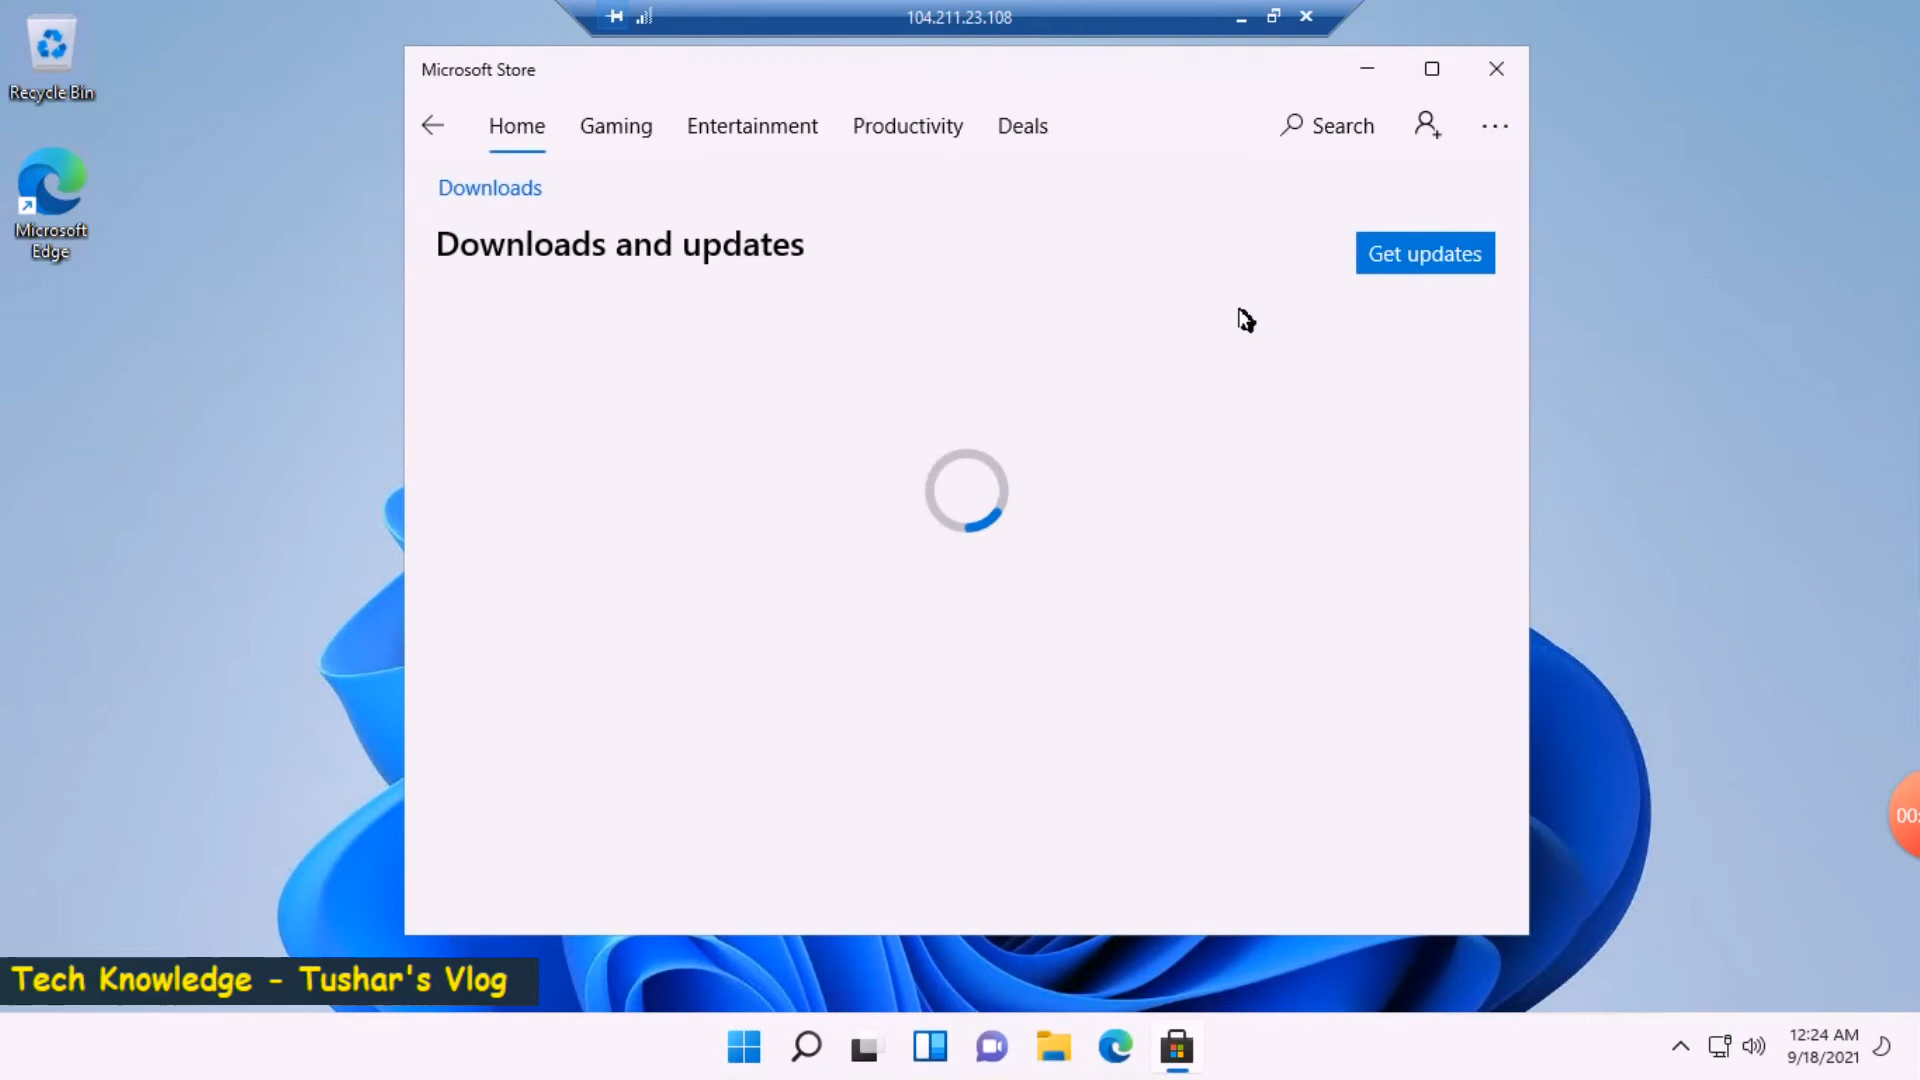 104.211.23.108
Recycle Bin
Microsoft
Edge
Microsoft Store
Home Gaming Entertainment Productivity Deals Search
Downloads
Downloads and updates
Get updates
00:
Tech Knowledge - Tushar's Vlog
12:24 AM
9/18/2021